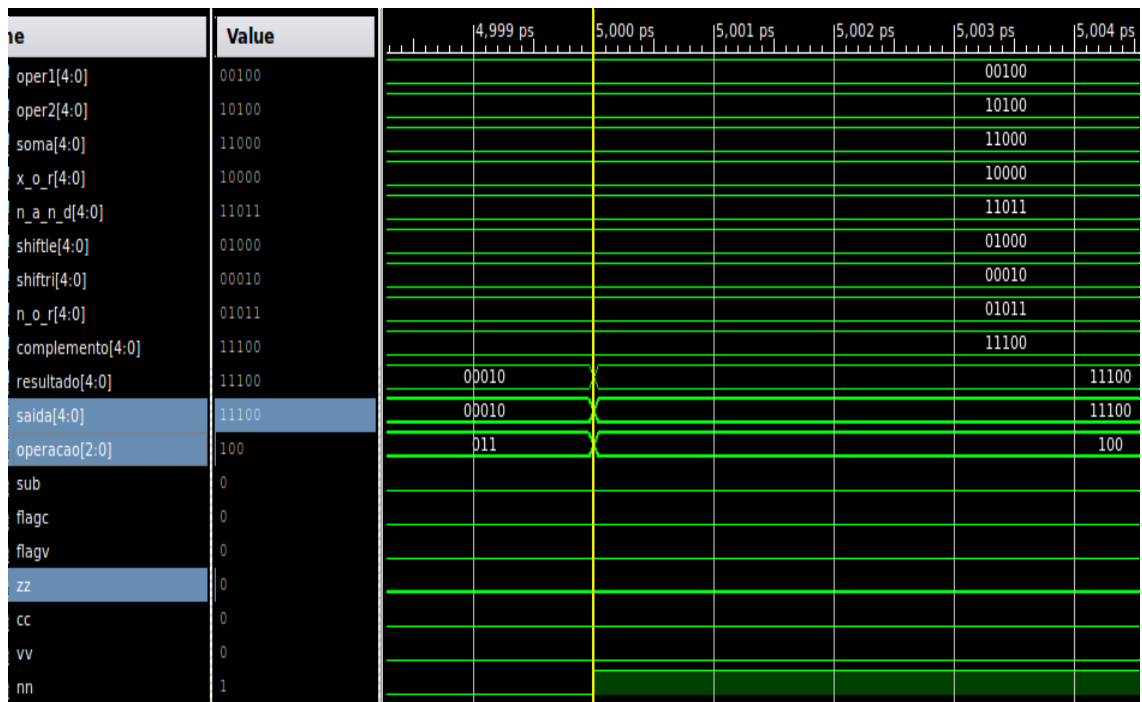 ne Value 4,999 ps 5,000 ps 5,001 ps 5,002 ps 5,003 ps 5,004 ps
oper1[4:0] 00100 00100
oper2[4:0] 10100 10100
soma[4:0] 11000 11000
x_o_r[4:0] 10000 10000
n_a_n_d[4:0] 11011 11011
shiftle[4:0] 01000 01000
shiftri[4:0] 00010 00010
n_o_r[4:0] 01011 01011
complemento[4:0] 11100 11100
resultado[4:0] 11100 00010 11100
saida[4:0] 11100 00010 11100
operacao[2:0] 100 011 100
sub 0
flagc 0
flagv 0
zz 0
cc 0
vv 0
nn 1